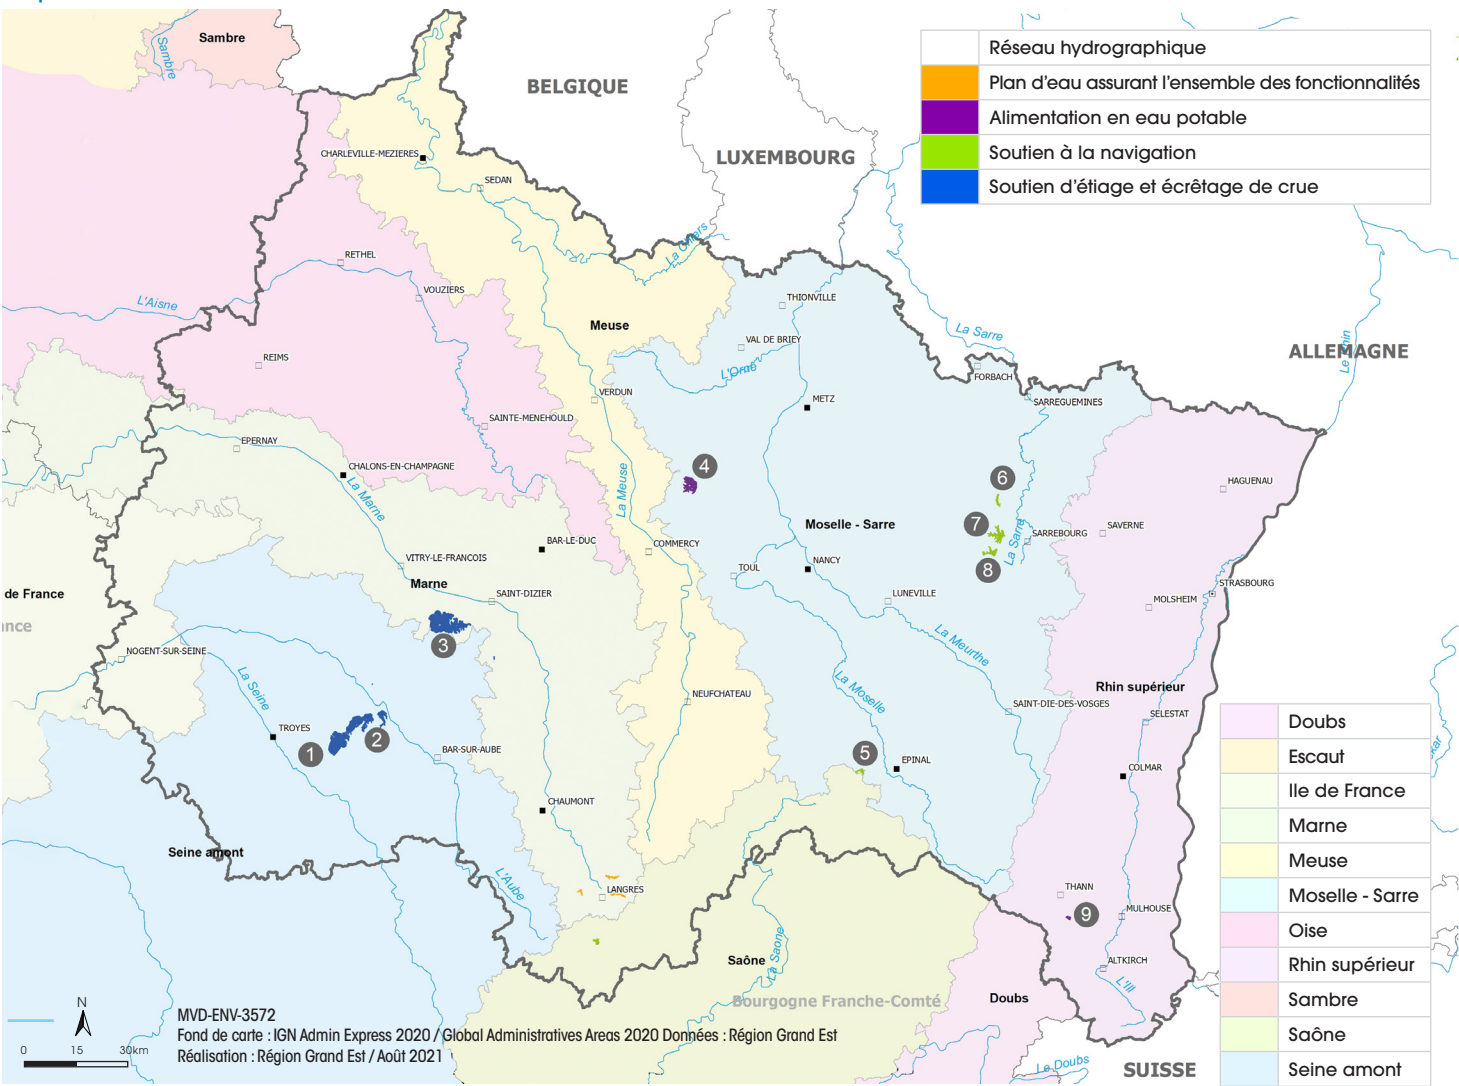 Sambre
Sambre
BELGIQUE
LUXEMBOURG
ALLEMAGNE
SUISSE
Réseau hydrographique
Plan d'eau assurant l'ensemble des fonctionnalités
Alimentation en eau potable
Soutien à la navigation
Soutien d'étiage et écrêtage de crue
CHARLEVILLE-MEZIERES
SEDAN
La Chiers
RETHEL
VOUZIERS
L'Aisne
THIONVILLE
Meuse
VAL DE BRIEY
L'Orne
La Sarre
FORBACH
SARREGUEMINES
Le Rhin
REIMS
VERDUN
METZ
SAINTE-MENEHOULD
EPERNAY
CHALONS-EN-CHAMPAGNE
La Marne
La Meuse
4
6
7
8
HAGUENAU
Moselle - Sarre
La Sarre
SARREBOURG
SAVERNE
BAR-LE-DUC
COMMERCY
VITRY-LE-FRANCOIS
Marne
TOUL
NANCY
STRASBOURG
MOLSHEIM
de France
SAINT-DIZIER
LUNEVILLE
nce
3
La Meurthe
NOGENT-SUR-SEINE
La Seine
La Moselle
Rhin supérieur
NEUFCHATEAU
SAINT-DIE-DES-VOSGES
SELESTAT
TROYES
1
2
BAR-SUR-AUBE
5
EPINAL
COLMAR
CHAUMONT
Seine amont
L'Aube
LANGRES
THANN
9
MULHOUSE
Saône
La Saone
ALTKIRCH
L'Ill
Bourgogne Franche-Comté
Doubs
Le Doubs
Doubs
Escaut
Ile de France
Marne
Meuse
Moselle - Sarre
Oise
Rhin supérieur
Sambre
Saône
Seine amont
N
0 15 30km
MVD-ENV-3572
Fond de carte : IGN Admin Express 2020 / Global Administratives Areas 2020 Données : Région Grand Est
Réalisation : Région Grand Est / Août 2021